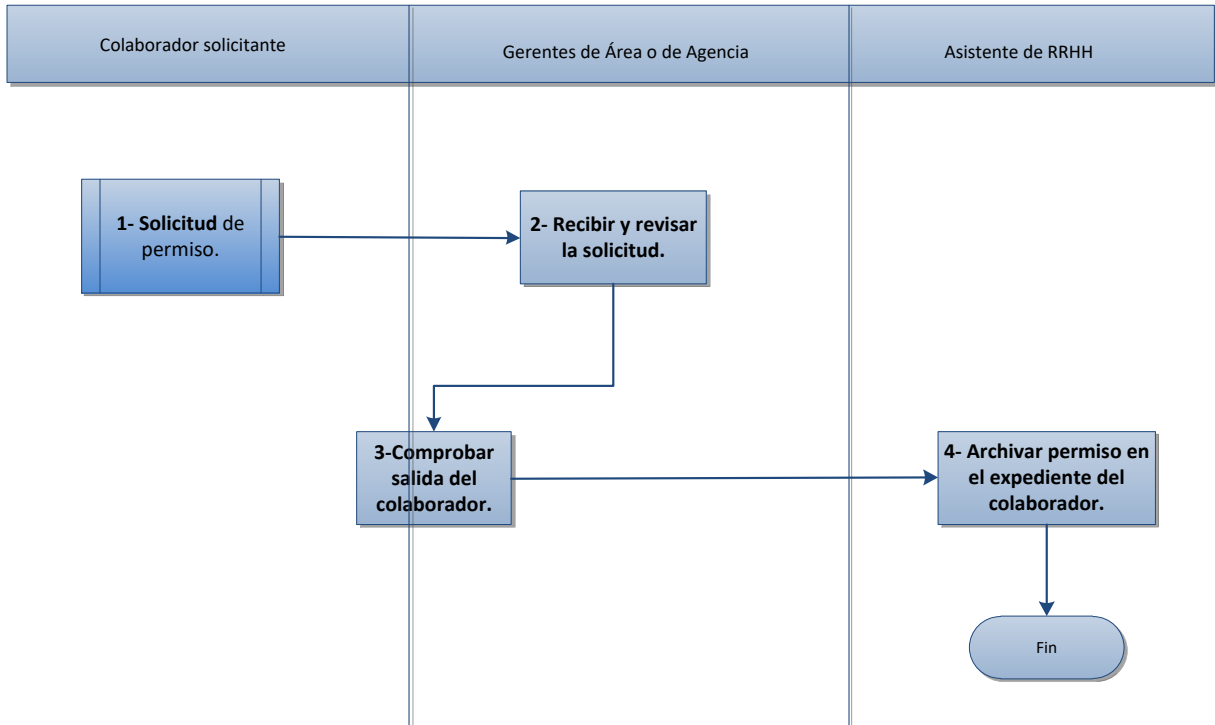 Colaborador solicitante
Gerentes de Área o de Agencia
Asistente de RRHH
1- Solicitud de
permiso.
2- Recibir y revisar
la solicitud.
3-Comprobar
salida del
colaborador.
4- Archivar permiso en
el expediente del
colaborador.
Fin